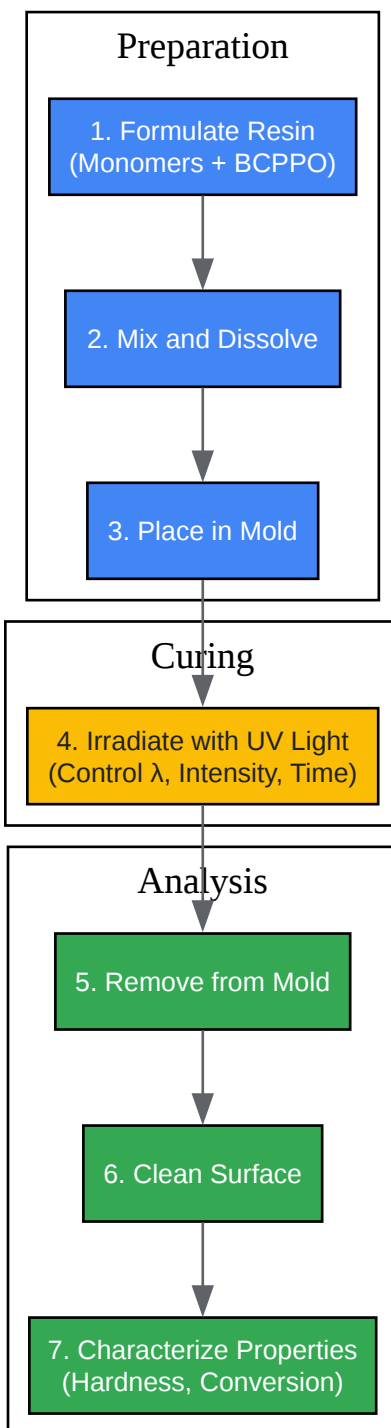 Preparation
1. Formulate Resin
(Monomers + BCPPO)
2. Mix and Dissolve
3. Place in Mold
Curing
4. Irradiate with UV Light
(Control λ, Intensity, Time)
Analysis
5. Remove from Mold
6. Clean Surface
7. Characterize Properties
(Hardness, Conversion)